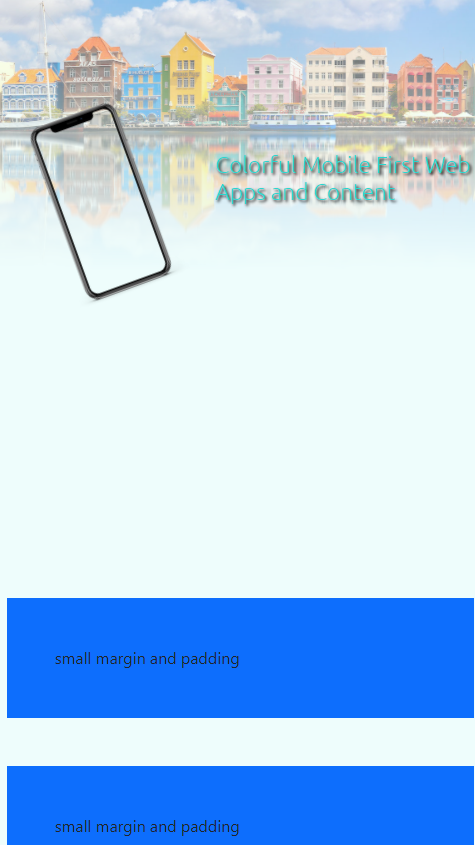 Colorful Mobile First Web
Apps and Content
small margin and padding
small margin and padding